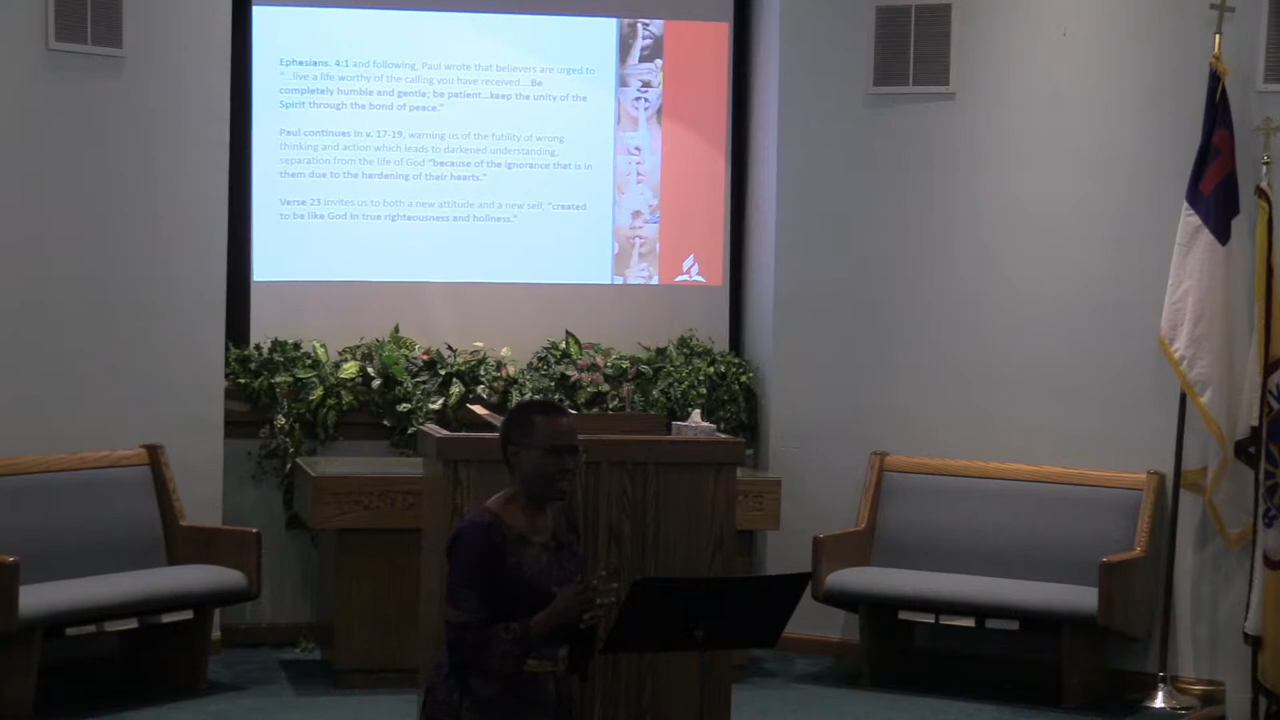 Ephesians. 4:1 and following, Paul wrote that believers are urged to
"...live a life worthy of the calling you have received....Be
completely humble and gentle; be patient...keep the unity of the
Spirit through the bond of peace."
Paul continues in v. 17-19, warning us of the futility of wrong
thinking and action which leads to darkened understanding,
separation from the life of God "because of the ignorance that is in
them due to the hardening of their hearts."
Verse 23 invites us to both a new attitude and a new self, "created
to be like God in true righteousness and holiness."